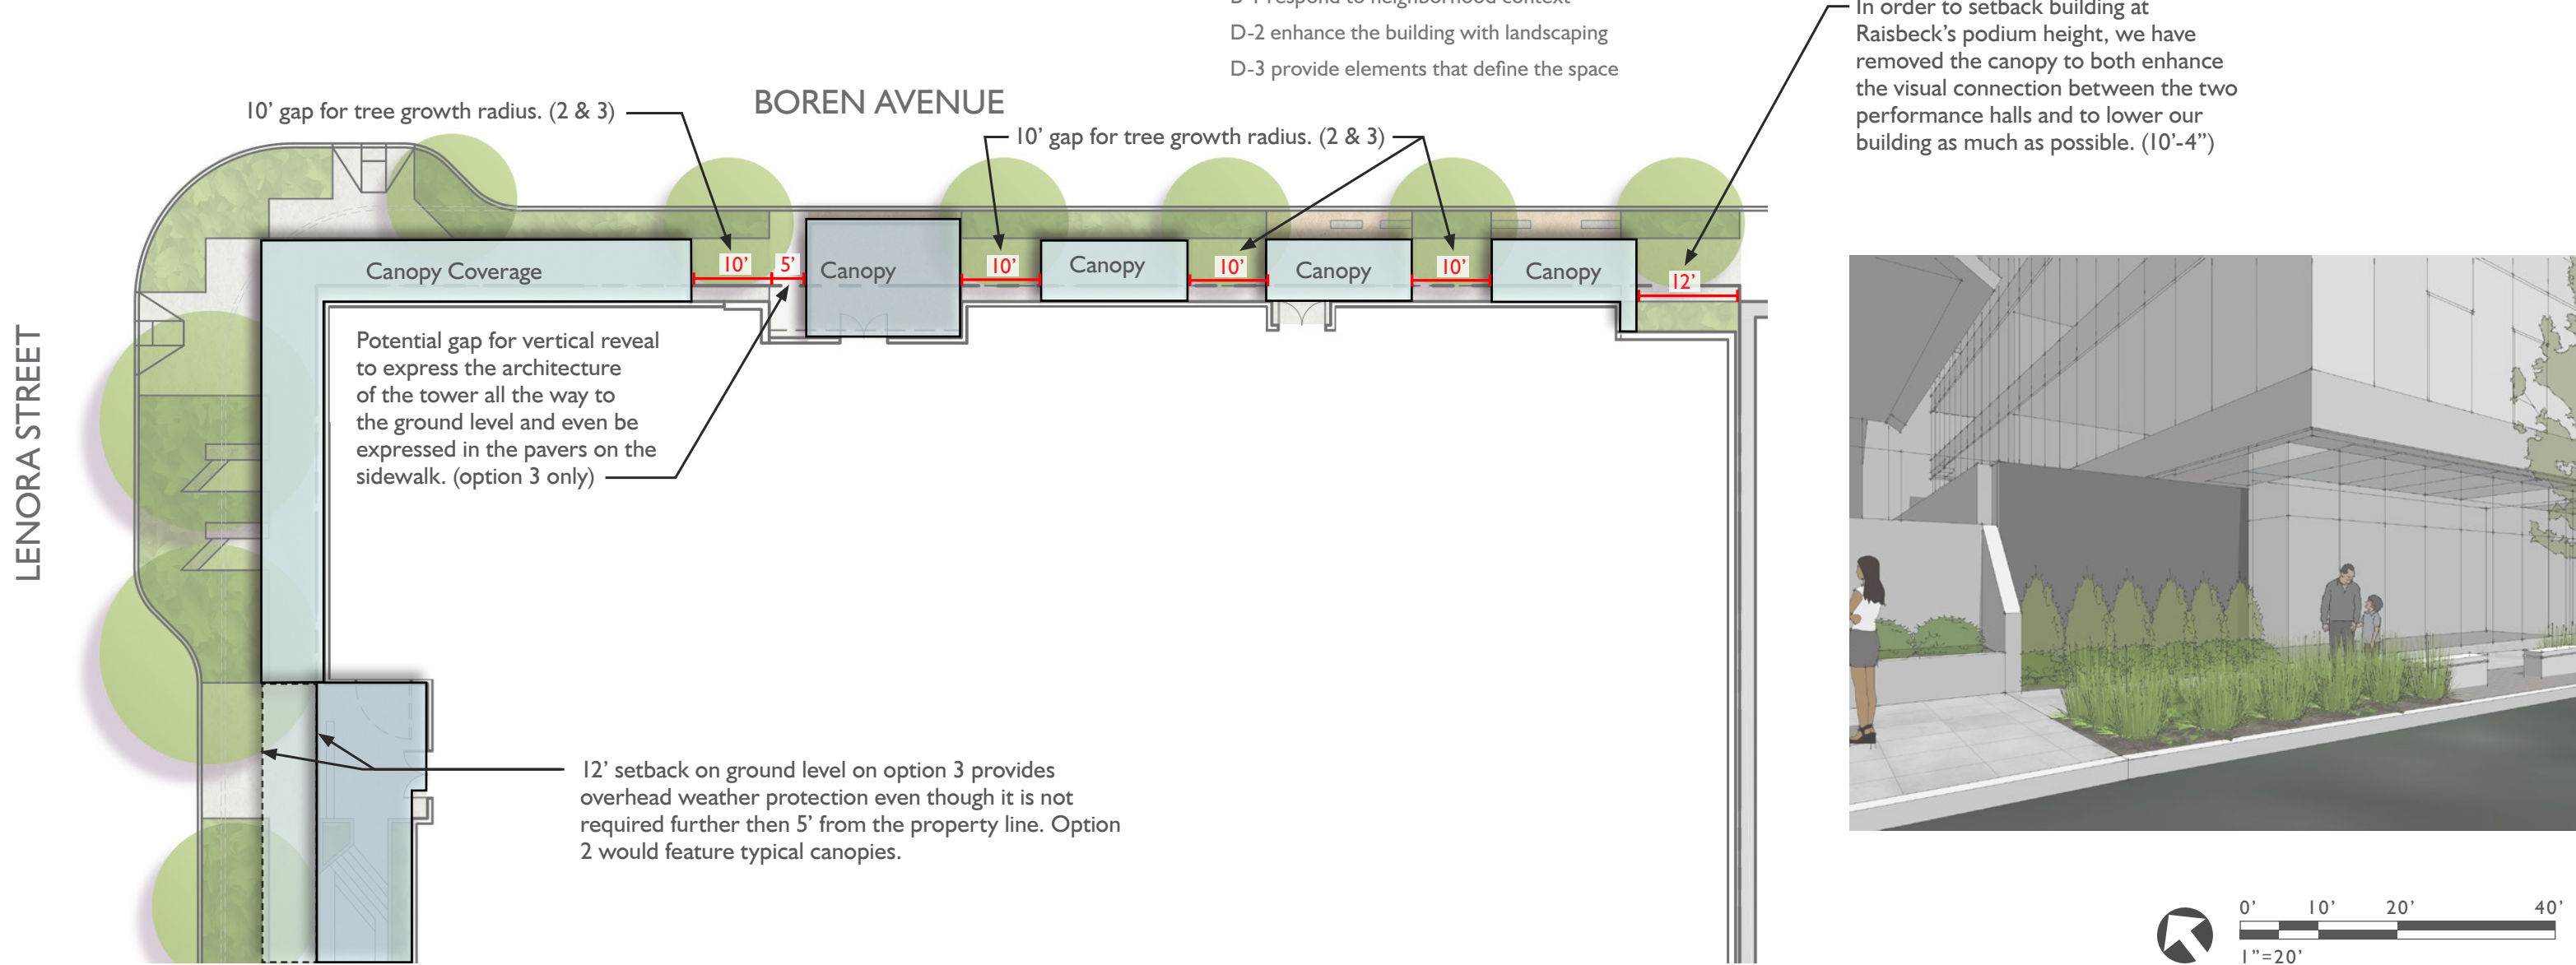 D-1 respond to neighborhood context
D-2 enhance the building with landscaping
D-3 provide elements that define the space
In order to setback building at
Raisbeck's podium height, we have
removed the canopy to both enhance
the visual connection between the two
performance halls and to lower our
building as much as possible. (10'-4")
BOREN AVENUE
10' gap for tree growth radius. (2 & 3)
10' gap for tree growth radius. (2 & 3)
Canopy Coverage
10'
5'
Canopy
10'
Canopy
10'
Canopy
10'
Canopy
12'
LENORA STREET
Potential gap for vertical reveal
to express the architecture
of the tower all the way to
the ground level and even be
expressed in the pavers on the
sidewalk. (option 3 only)
12' setback on ground level on option 3 provides
overhead weather protection even though it is not
required further then 5' from the property line. Option
2 would feature typical canopies.
0' 10' 20' 40'
1"=20'